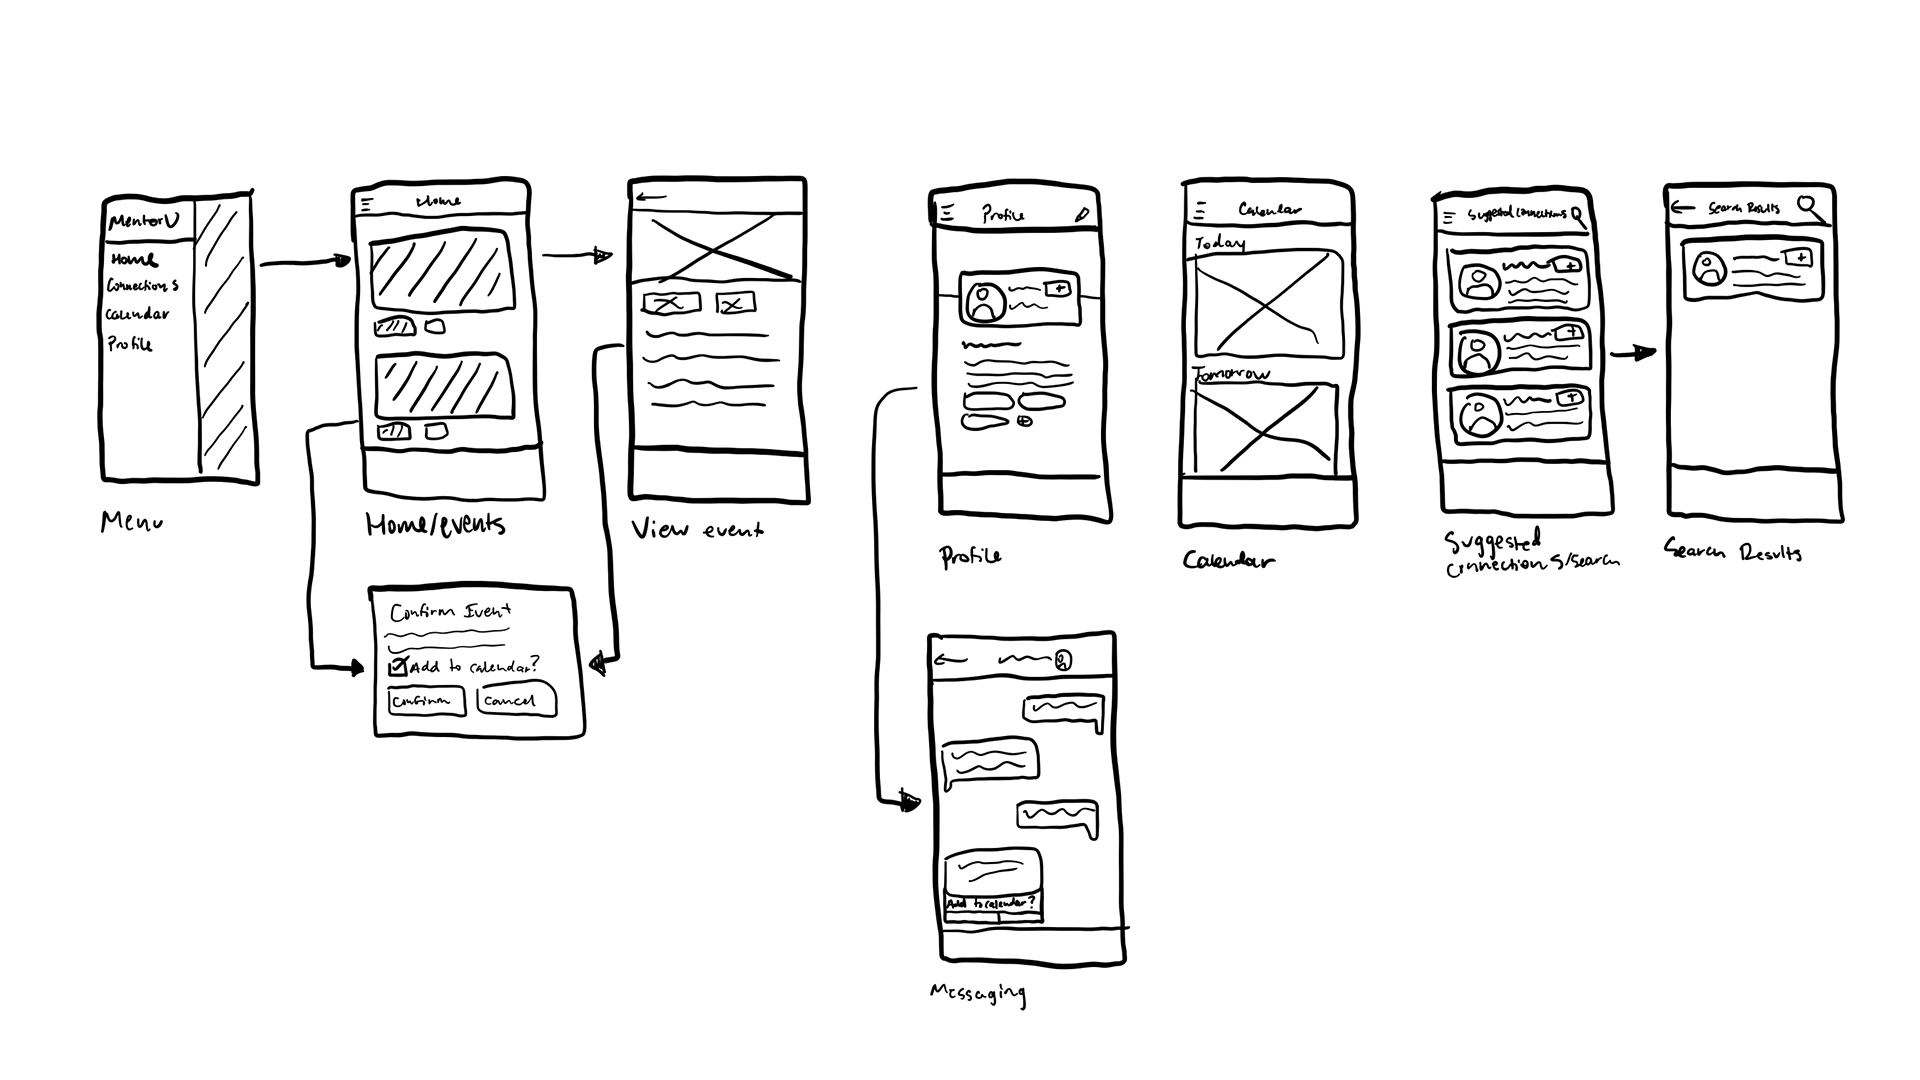 MentorU
Home
Connections
Calendar
Profile
Menu
Home
Home/events
View event
Confirm Event
Add to calendar?
Confirm
Cancel
Profile
Profile
Add to calendar?
Messaging
Calendar
Today
Tomorrow
Calendar
Suggested Connections
Suggested
Connections/Search
Search Results
Search Results